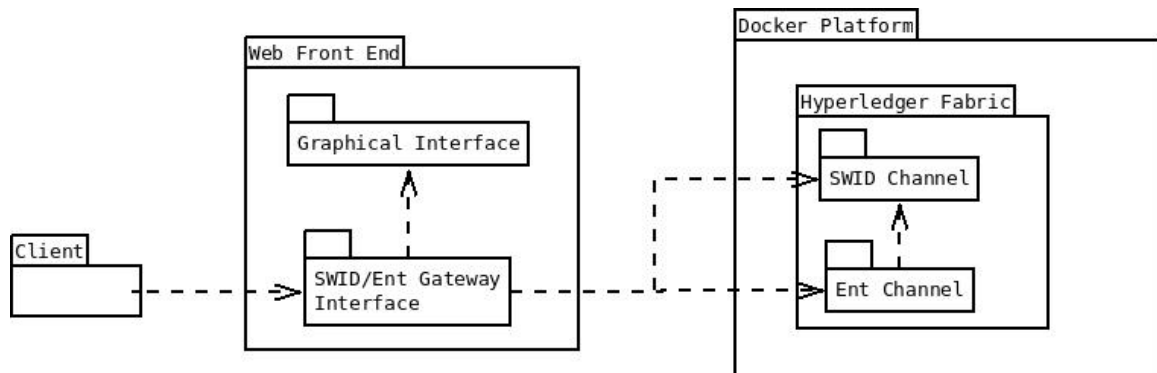 Docker Platform
Web Front End
Hyperledger Fabric
Graphical Interface
SWID Channel
Client
SWID/Ent Gateway
Interface
Ent Channel